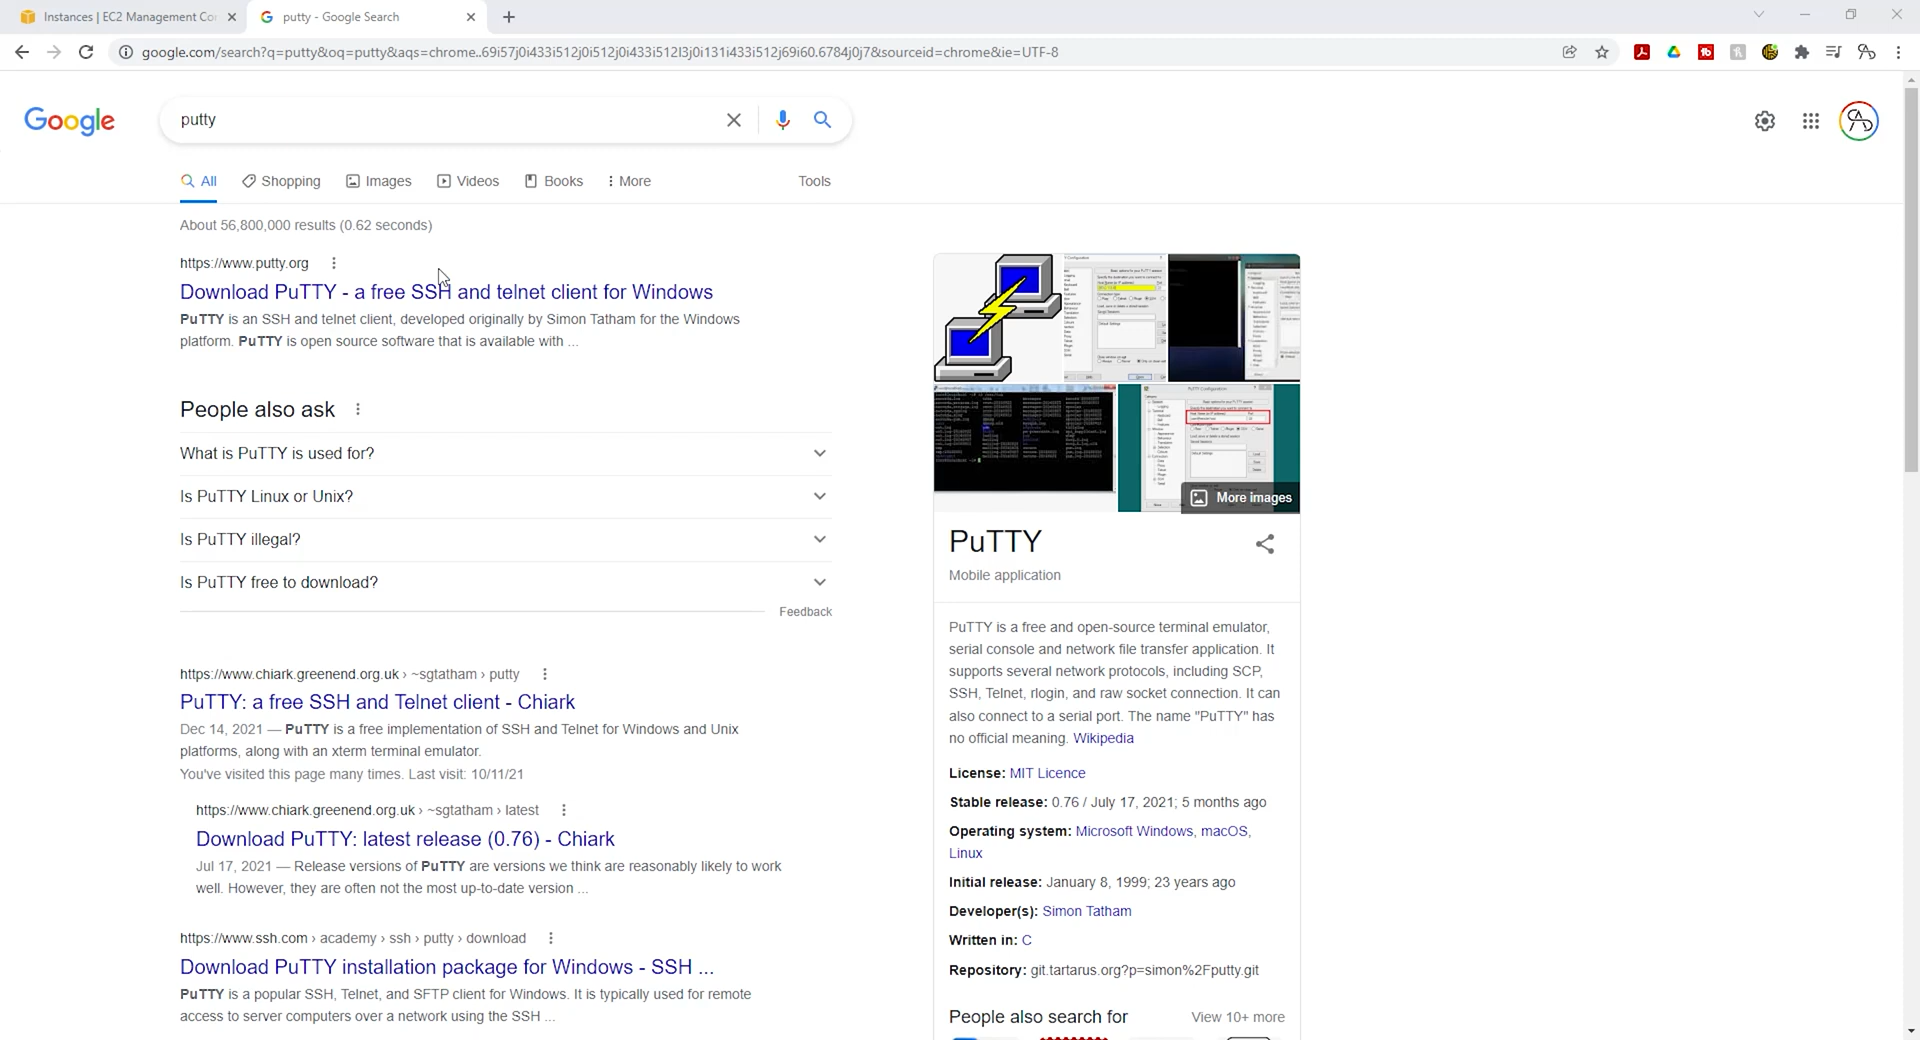 Instances | EC2 Management Co
putty - Google Search
google.com/search?q=putty&oq=putty&aqs=chrome..69i57j0i433i512j0i512j0i433i512l3j0i131i433i512j69i60.6784j0j7&sourceid=chrome&ie=UTF-8
Google
putty
All
Shopping
Images
Videos
Books
More
Tools
About 56,800,000 results (0.62 seconds)
https://www.putty.org
Download PuTTY - a free SSH and telnet client for Windows
PuTTY is an SSH and telnet client, developed originally by Simon Tatham for the Windows
platform. PuTTY is open source software that is available with ...
People also ask
What is PuTTY is used for?
Is PuTTY Linux or Unix?
Is PuTTY illegal?
Is PuTTY free to download?
Feedback
https://www.chiark.greenend.org.uk › ~sgtatham › putty
PuTTY: a free SSH and Telnet client - Chiark
Dec 14, 2021 — PuTTY is a free implementation of SSH and Telnet for Windows and Unix
platforms, along with an xterm terminal emulator.
You've visited this page many times. Last visit: 10/11/21
https://www.chiark.greenend.org.uk › ~sgtatham › latest
Download PuTTY: latest release (0.76) - Chiark
Jul 17, 2021 — Release versions of PuTTY are versions we think are reasonably likely to work
well. However, they are often not the most up-to-date version ...
https://www.ssh.com › academy › ssh › putty › download
Download PuTTY installation package for Windows - SSH ...
PuTTY is a popular SSH, Telnet, and SFTP client for Windows. It is typically used for remote
access to server computers over a network using the SSH ...
More images
PuTTY
Mobile application
PuTTY is a free and open-source terminal emulator,
serial console and network file transfer application. It
supports several network protocols, including SCP,
SSH, Telnet, rlogin, and raw socket connection. It can
also connect to a serial port. The name "PuTTY" has
no official meaning. Wikipedia
License: MIT Licence
Stable release: 0.76 / July 17, 2021; 5 months ago
Operating system: Microsoft Windows, macOS,
Linux
Initial release: January 8, 1999; 23 years ago
Developer(s): Simon Tatham
Written in: C
Repository: git.tartarus.org?p=simon%2Fputty.git
People also search for
View 10+ more